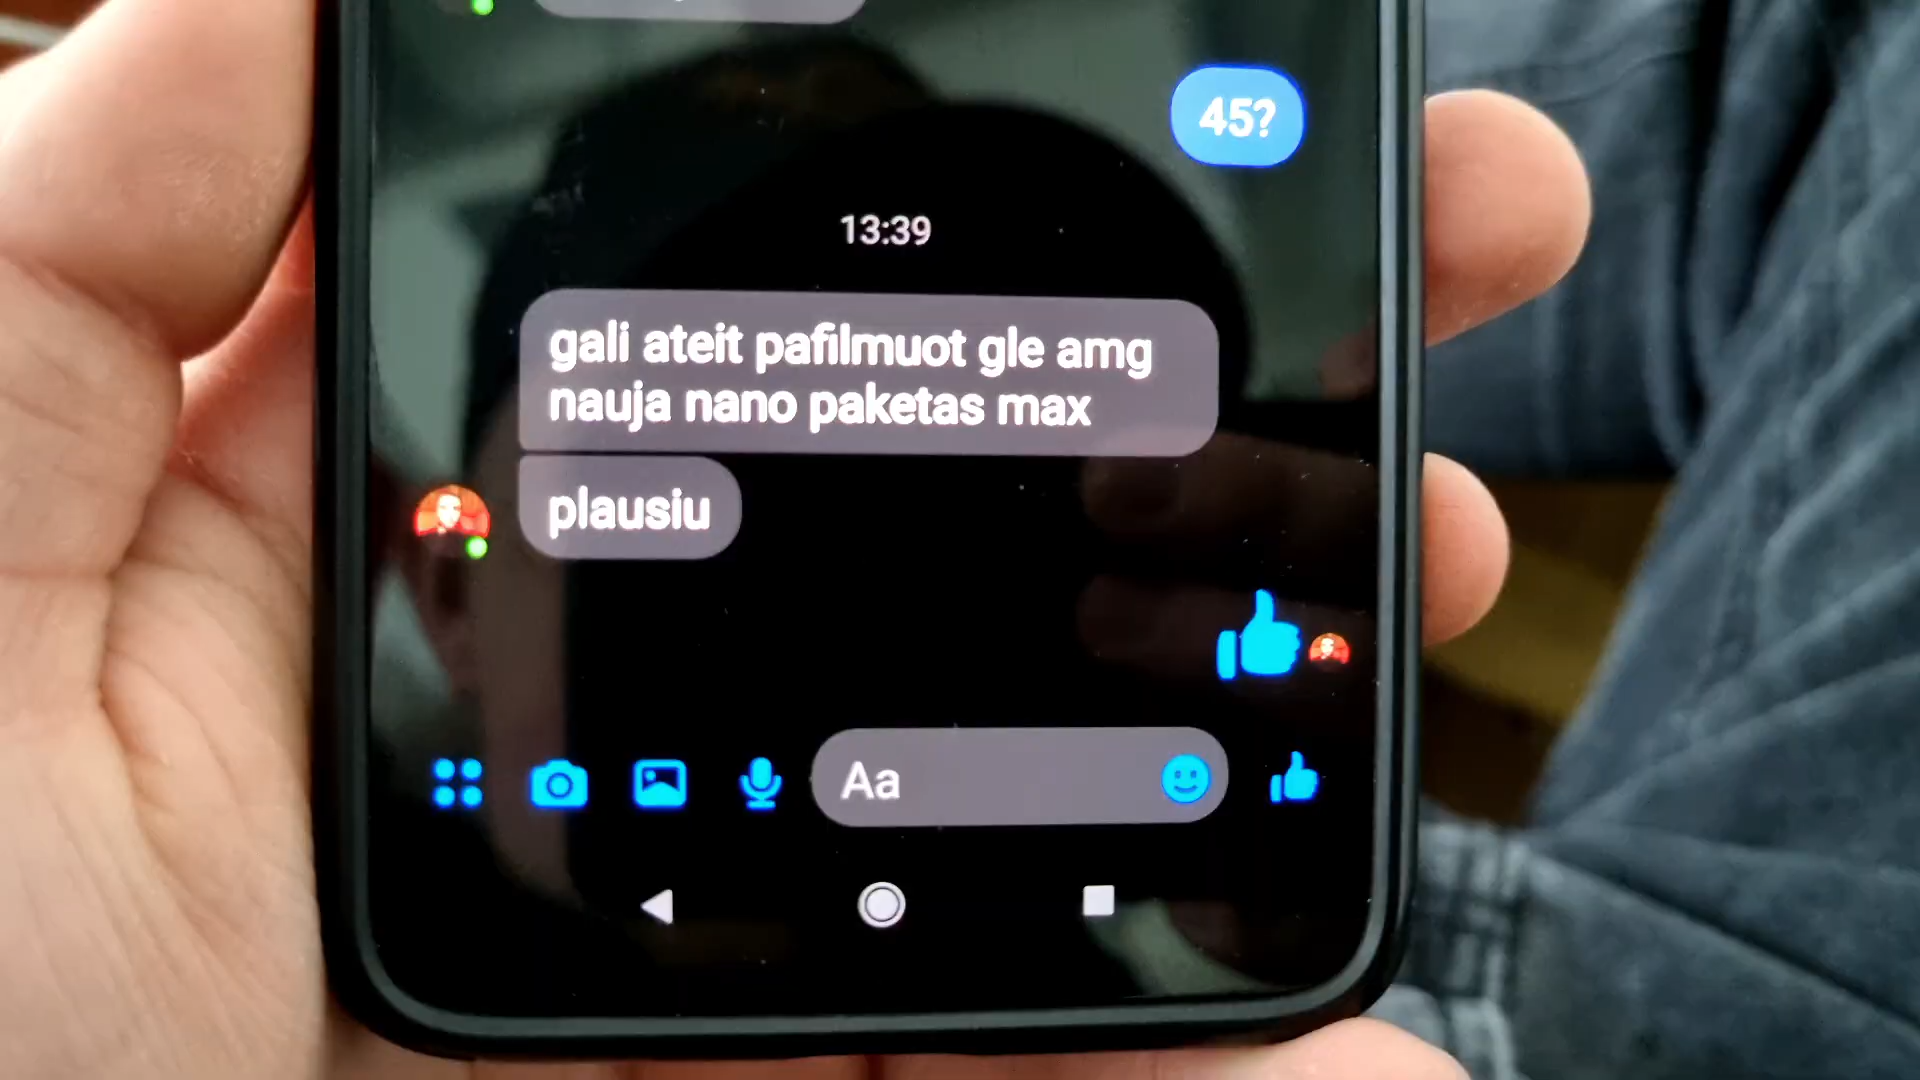 45?
13:39
gali ateit pafilmuot gle amg
nauja nano paketas max
plausiu
Aa